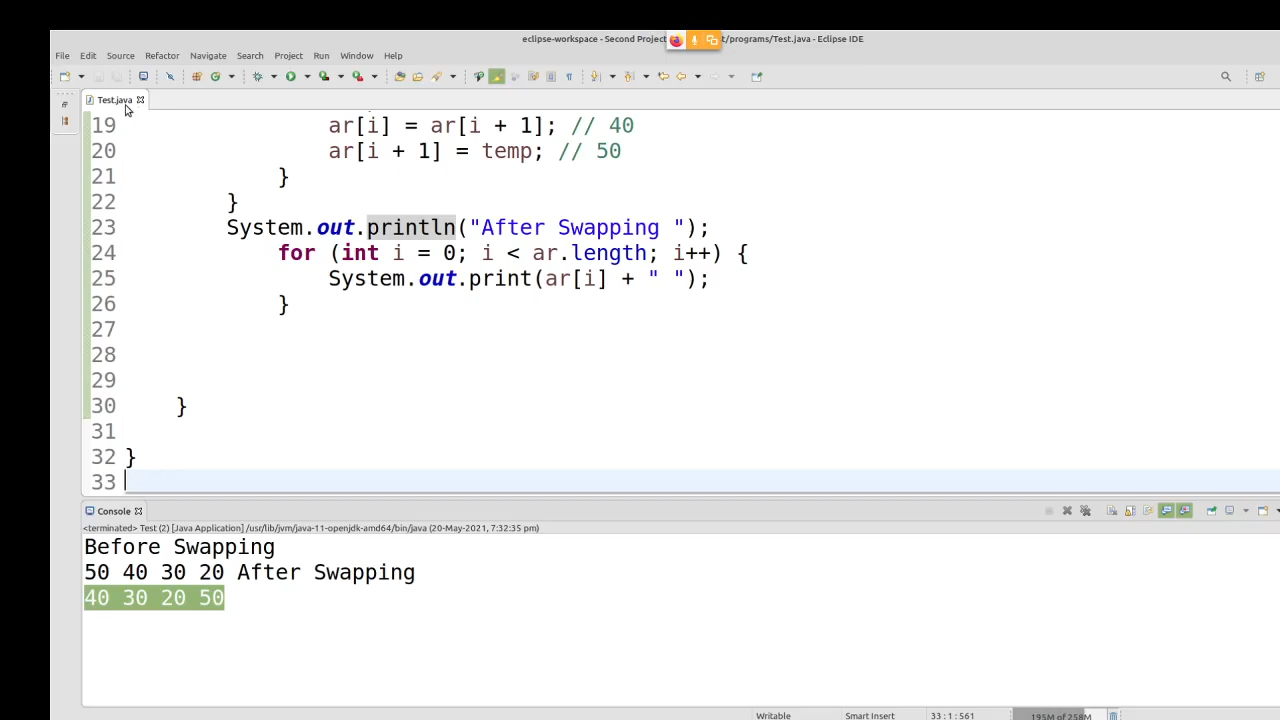 eclipse-workspace - Second Project t/programs/Test.java - Eclipse IDE
File Edit Source Refactor Navigate Search Project Run Window Help
Test.java
19 ar[i] = ar[i + 1]; // 40
20 ar[i + 1] = temp; // 50
21 }
22 }
23 System.out.println("After Swapping ");
24 for (int i = 0; i < ar.length; i++) {
25 System.out.print(ar[i] + " ");
26 }
27
28
29
30 }
31
32 }
33
Console
<terminated> Test (2) [Java Application] /usr/lib/jvm/java-11-openjdk-amd64/bin/java (20-May-2021, 7:32:35 pm)
Before Swapping
50 40 30 20 After Swapping
40 30 20 50
Writable Smart Insert 33 : 1 : 561 195M of 258M